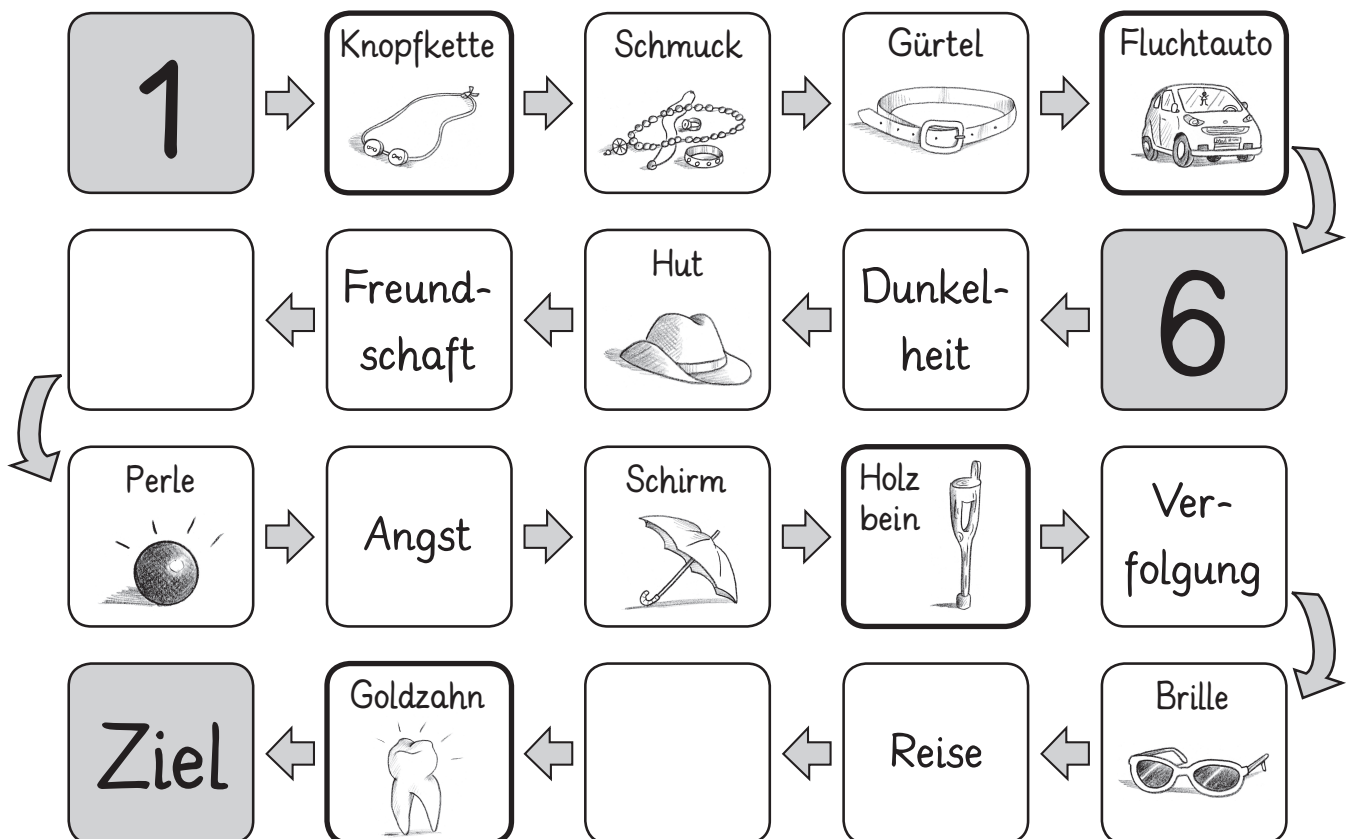 1
Knopfkette
Schmuck
Gürtel
Fluchtauto
6
Dunkel-
heit
Hut
Freund-
schaft
Perle
Angst
Schirm
Holz
bein
Ver-
folgung
Brille
Reise
Goldzahn
Ziel